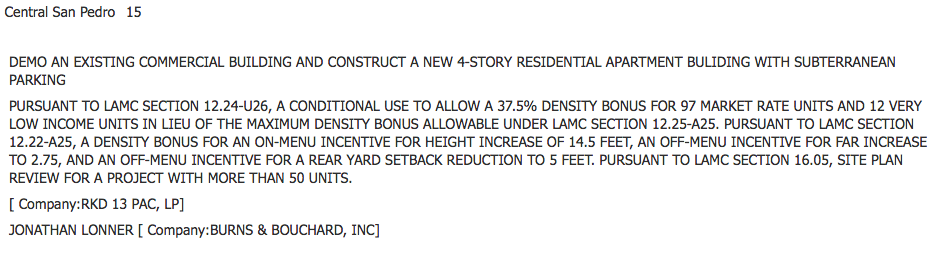 Central San Pedro 15
DEMO AN EXISTING COMMERCIAL BUILDING AND CONSTRUCT A NEW 4-STORY RESIDENTIAL APARTMENT BULIDING WITH SUBTERRANEAN
PARKING
PURSUANT TO LAMC SECTION 12.24-U26, A CONDITIONAL USE TO ALLOW A 37.5% DENSITY BONUS FOR 97 MARKET RATE UNITS AND 12 VERY
LOW INCOME UNITS IN LIEU OF THE MAXIMUM DENSITY BONUS ALLOWABLE UNDER LAMC SECTION 12.25-A25. PURSUANT TO LAMC SECTION
12.22-A25, A DENSITY BONUS FOR AN ON-MENU INCENTIVE FOR HEIGHT INCREASE OF 14.5 FEET, AN OFF-MENU INCENTIVE FOR FAR INCREASE
TO 2.75, AND AN OFF-MENU INCENTIVE FOR A REAR YARD SETBACK REDUCTION TO 5 FEET. PURSUANT TO LAMC SECTION 16.05, SITE PLAN
REVIEW FOR A PROJECT WITH MORE THAN 50 UNITS.
[ Company:RKD 13 PAC, LP]
JONATHAN LONNER [ Company:BURNS & BOUCHARD, INC]